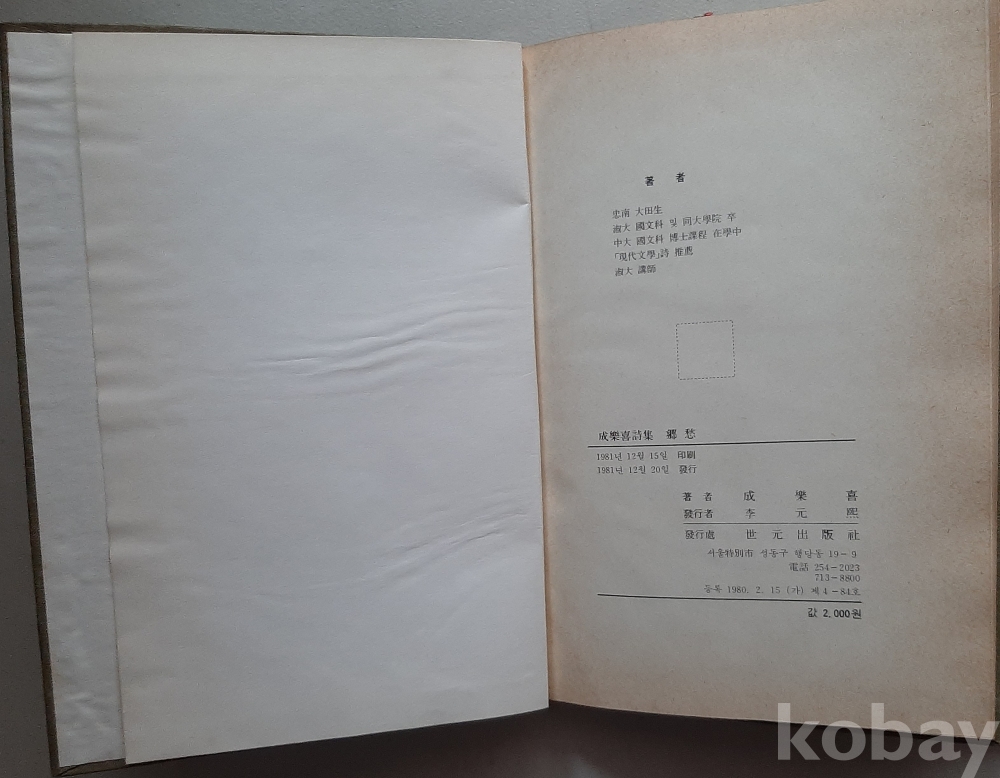 著 者
忠南 大田生
淑大 國文科 및 同大學院 卒
中大 國文科 博士課程 在學中
「現代文學」詩 推薦
淑大 講師
成樂喜詩集 鄕愁
1981년 12월 15일 印刷
1981년 12월 20일 發行
著 者 成 樂 喜
發行者 李 元 熙
發行處 世元出版社
서울特別市 성동구 행당동 19-9
電話 254-2023
713-8800
등록 1980. 2. 15 (가) 제4-84호
값 2,000원
kobay